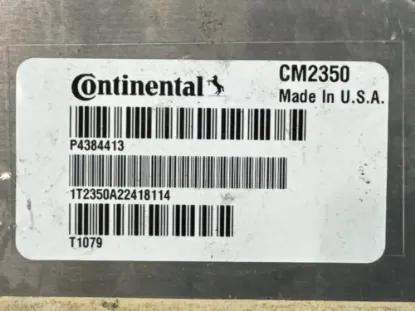 Continental
CM2350
Made In U.S.A.
P4384413
1T2350A22418114
T1079